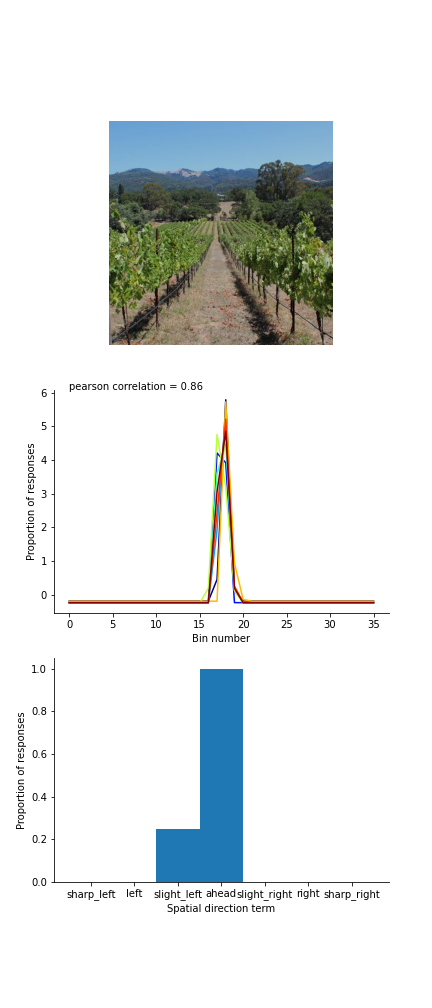 pearson correlation = 0.86
6
5
4
3
2
1
0
Proportion of responses
0 5 10 15 20 25 30 35
Bin number
1.0
0.8
0.6
0.4
0.2
0.0
Proportion of responses
sharp_left left slight_left ahead slight_right right sharp_right
Spatial direction term